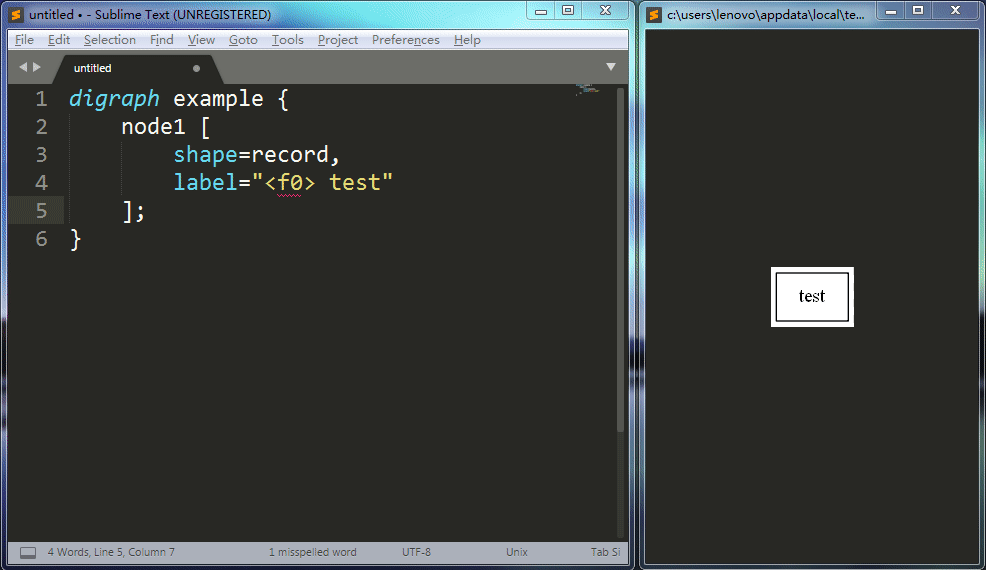 untitled • - Sublime Text (UNREGISTERED)
File Edit Selection Find View Goto Tools Project Preferences Help
untitled
1 digraph example {
2 node1 [
3 shape=record,
4 label="<f0> test"
5 ];
6 }
4 Words, Line 5, Column 7 1 misspelled word UTF-8 Unix Tab Si
c:\users\lenovo\appdata\local\te...
test